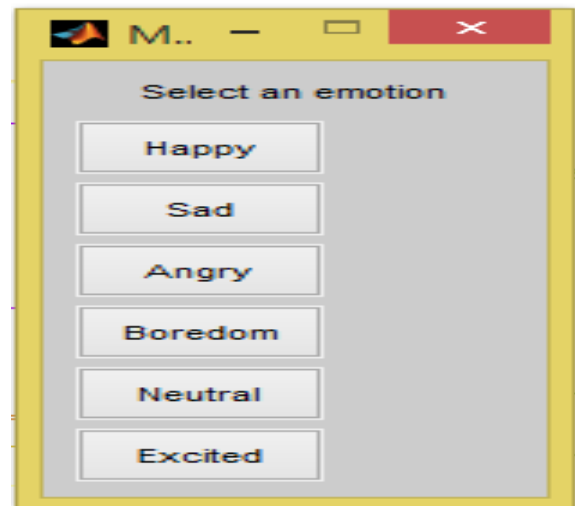 M..
Select an emotion
Happy
Sad
Angry
Boredom
Neutral
Excited